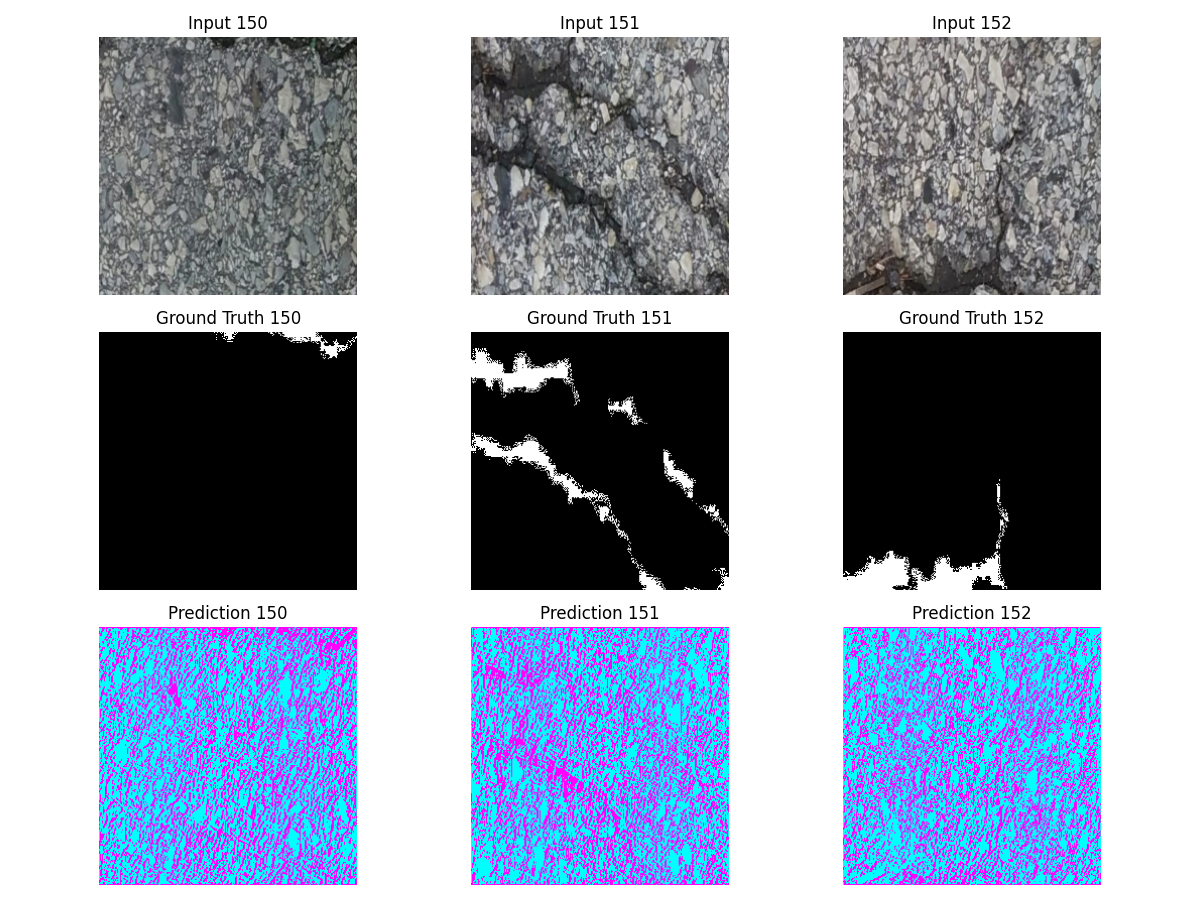 Input 150
Input 151
Input 152
Ground Truth 150
Ground Truth 151
Ground Truth 152
Prediction 150
Prediction 151
Prediction 152